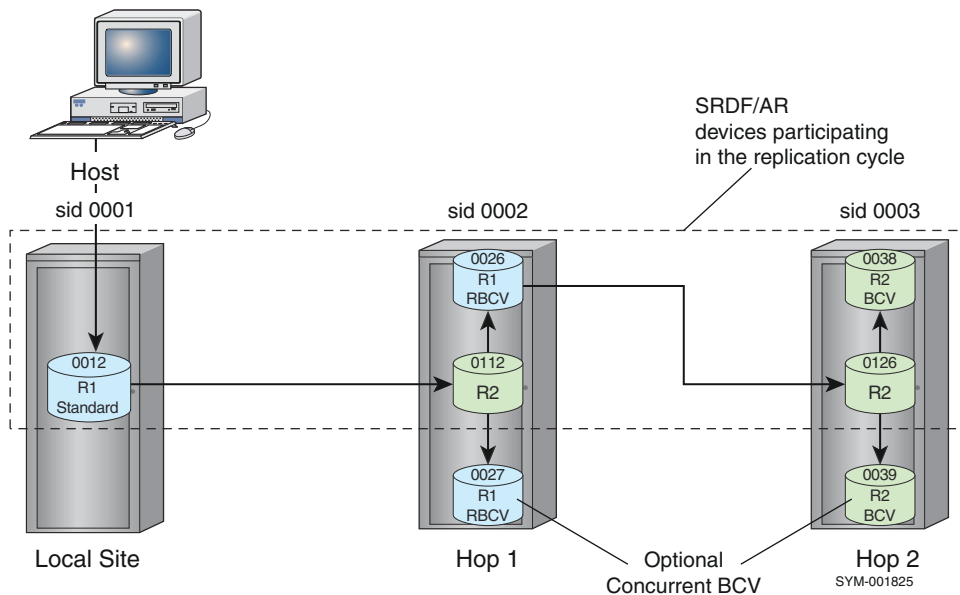 SRDF/AR
devices participating
in the replication cycle
Host
sid 0001
sid 0002
sid 0003
0026
R1
RBCV
0038
R2
BCV
0012
R1
Standard
0112
R2
0126
R2
0027
R1
RBCV
0039
R2
BCV
Local Site
Hop 1
Optional
Concurrent BCV
Hop 2
SYM-001825